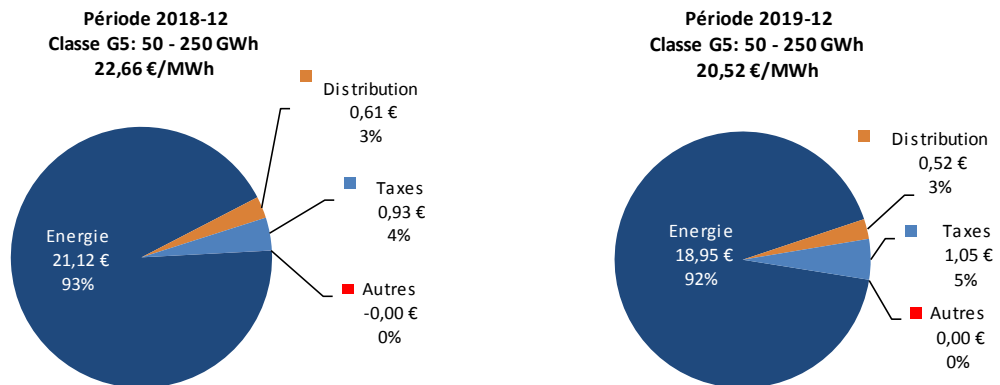 Période 2018-12
Classe G5: 50 - 250 GWh
22,66 €/MWh
Distribution
0,61 €
3%
Taxes
0,93 €
4%
Energie
21,12 €
93%
Autres
-0,00 €
0%
Période 2019-12
Classe G5: 50 - 250 GWh
20,52 €/MWh
Distribution
0,52 €
3%
Taxes
1,05 €
5%
Energie
18,95 €
92%
Autres
0,00 €
0%